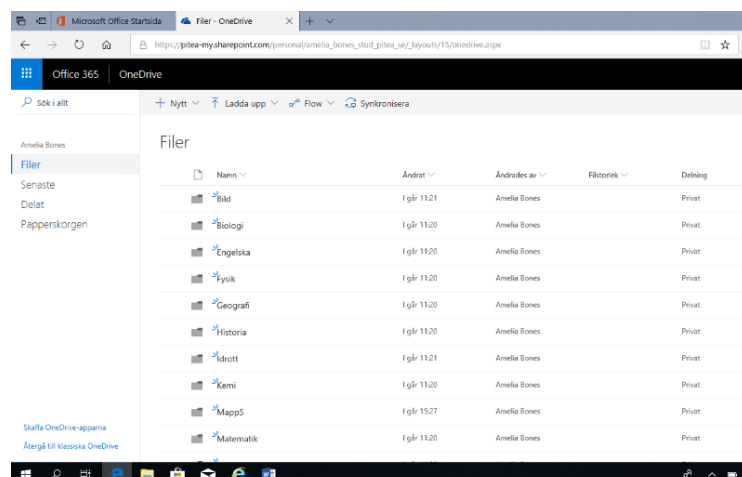 Microsoft Office Startsida
Filer - OneDrive
https://pitea-my.sharepoint.com/personal/amelia_bones_stud_pitea_se/_layouts/15/onedrive.aspx
Office 365 OneDrive
Sök i allt
Nytt Ladda upp Flow Synkronisera
Amelia Bones
Filer
Senaste
Delat
Papperskorgen
Filer
Namn Ändrat Ändrades av Filstorlek Delning
Bild I går 11:21 Amelia Bones Privat
Biologi I går 11:20 Amelia Bones Privat
Engelska I går 11:20 Amelia Bones Privat
Fysik I går 11:20 Amelia Bones Privat
Geografi I går 11:20 Amelia Bones Privat
Historia I går 11:20 Amelia Bones Privat
Idrott I går 11:21 Amelia Bones Privat
Kemi I går 11:20 Amelia Bones Privat
Mapp5 I går 15:27 Amelia Bones Privat
Matematik I går 11:20 Amelia Bones Privat
Skaffa OneDrive-apparna
Återgå till klassiska OneDrive